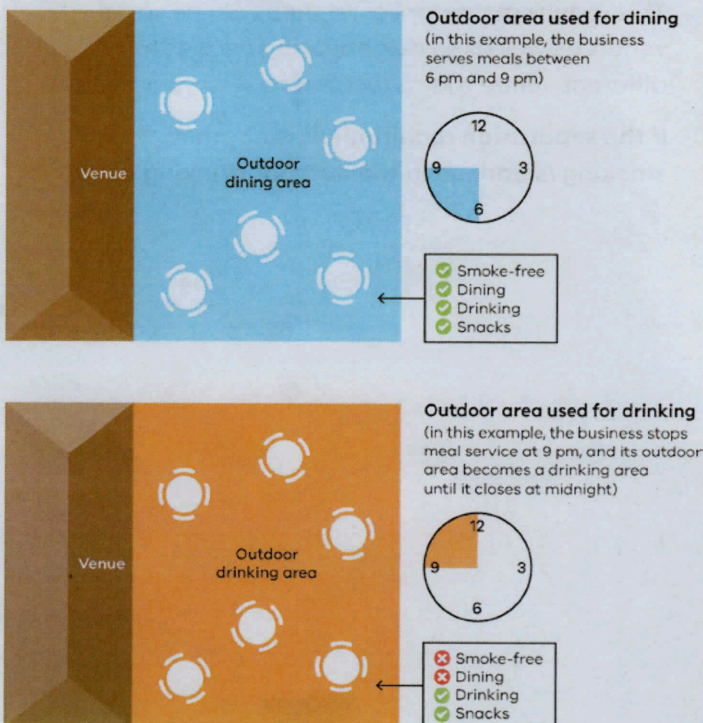 Outdoor area used for dining
(in this example, the business
serves meals between
6 pm and 9 pm)
Venue
Outdoor
dining area
12
9
3
6
Smoke-free
Dining
Drinking
Snacks
Outdoor area used for drinking
(in this example, the business stops
meal service at 9 pm, and its outdoor
area becomes a drinking area
until it closes at midnight)
Venue
Outdoor
drinking area
12
9
3
6
Smoke-free
Dining
Drinking
Snacks